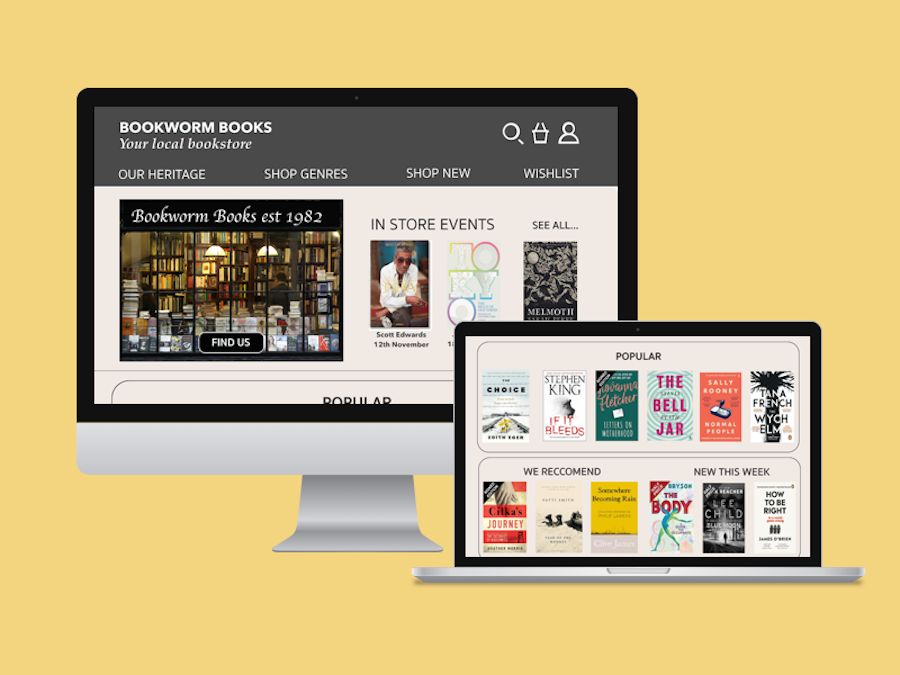 BOOKWORM BOOKS
Your local bookstore
OUR HERITAGE
SHOP GENRES
SHOP NEW
WISHLIST
Bookworm Books est 1982
FIND US
IN STORE EVENTS
SEE ALL...
TO
KY
O
MELMOTH
Scott Edwards
12th November
POPULAR
POPULAR
THE
CHOICE
EDITH EGER
STEPHEN
KING
IF IT
BLEEDS
Giovanna
Fletcher
LETTERS ON
MOTHERHOOD
THE
BELL
JAR
SALLY
ROONEY
NORMAL
PEOPLE
TANA
FRENCH
THE
WYCH
ELM
WE RECCOMEND
NEW THIS WEEK
Cilka's
JOURNEY
HEATHER MORRIS
PATTI SMITH
YEAR OF THE
MONKEY
Somewhere
Becoming Rain
PHILIP LARKIN
Clive James
BRYSON
THE
BODY
REACHER
LEE
CHILD
BLUE MOON
HOW
TO BE
RIGHT
JAMES O'BRIEN